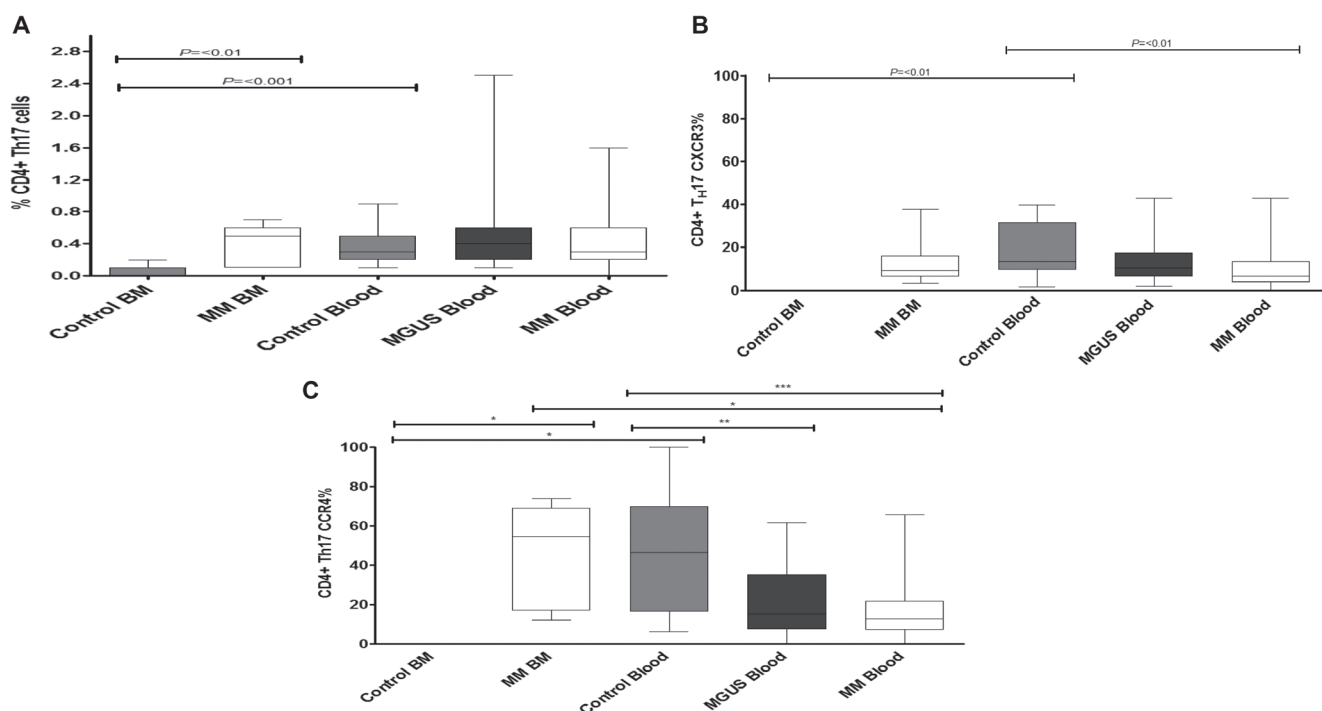 A
P=<0.01
P=<0.001
% CD4+ Th17 cells
2.8
2.4
2.0
1.6
1.2
0.8
0.4
0.0
Control BM
MM BM
Control Blood
MGUS Blood
MM Blood
B
P=<0.01
P=<0.01
CD4+ TH17 CXCR3%
100
80
60
40
20
0
Control BM
MM BM
Control Blood
MGUS Blood
MM Blood
C
***
*
*
**
*
CD4+ Th17 CCR4%
100
80
60
40
20
0
Control BM
MM BM
Control Blood
MGUS Blood
MM Blood